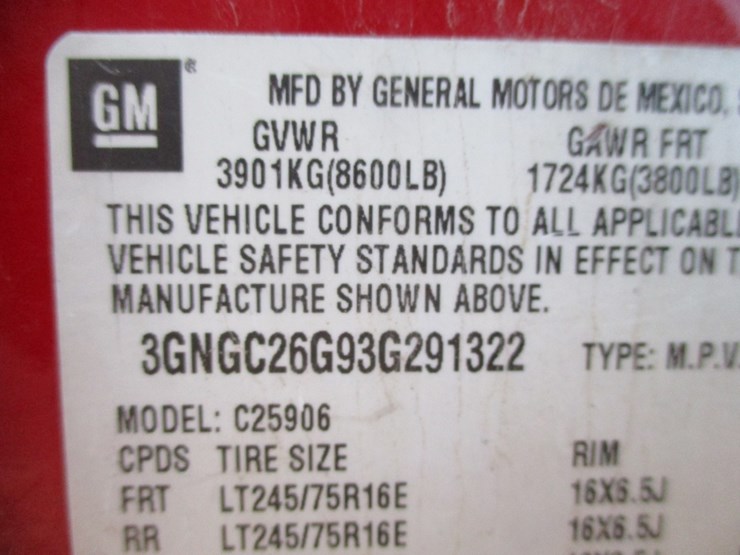 GM ®
MFD BY GENERAL MOTORS DE MEXICO,
GVWR GAWR FRT
3901KG(8600LB) 1724KG(3800LB)
THIS VEHICLE CONFORMS TO ALL APPLICABL
VEHICLE SAFETY STANDARDS IN EFFECT ON T
MANUFACTURE SHOWN ABOVE.
3GNGC26G93G291322 TYPE: M.P.V.
MODEL: C25906
CPDS TIRE SIZE RIM
FRT LT245/75R16E 16X6.5J
RR LT245/75R16E 16X6.5J